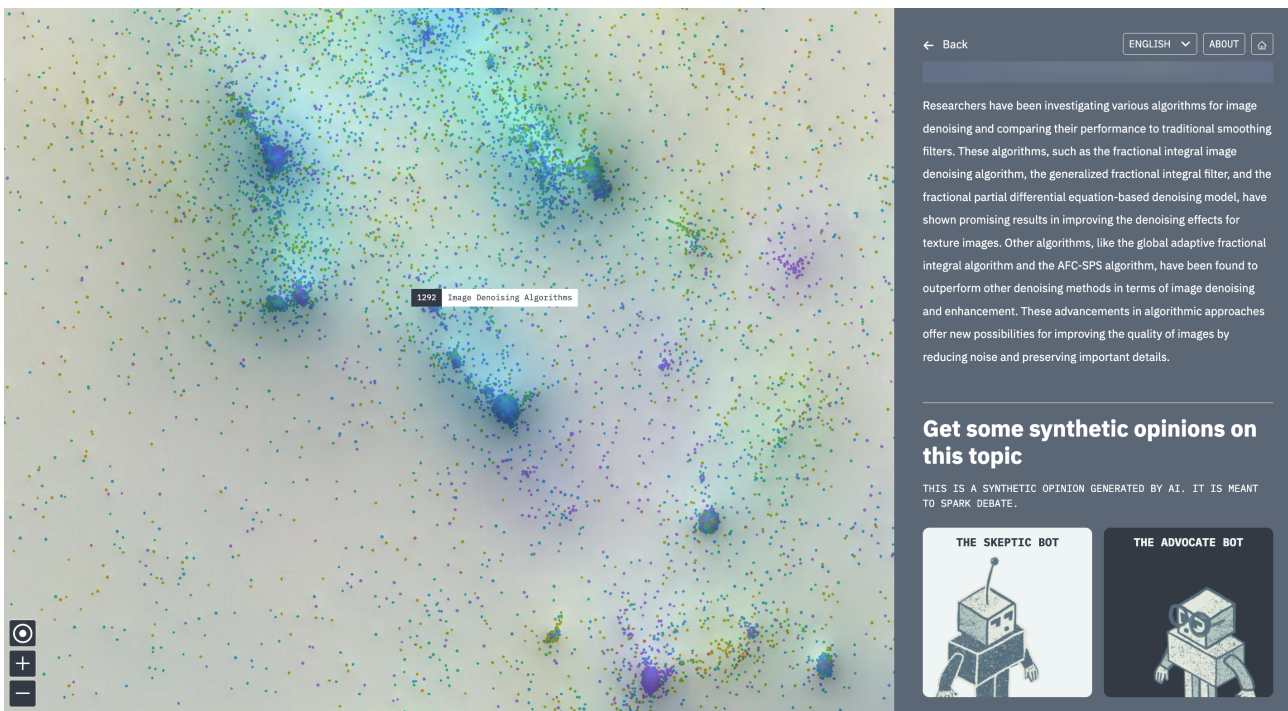 1292 Image Denoising Algorithms
Back
ENGLISH
ABOUT
Researchers have been investigating various algorithms for image
denoising and comparing their performance to traditional smoothing
filters. These algorithms, such as the fractional integral image
denoising algorithm, the generalized fractional integral filter, and the
fractional partial differential equation-based denoising model, have
shown promising results in improving the denoising effects for
texture images. Other algorithms, like the global adaptive fractional
integral algorithm and the AFC-SPS algorithm, have been found to
outperform other denoising methods in terms of image denoising
and enhancement. These advancements in algorithmic approaches
offer new possibilities for improving the quality of images by
reducing noise and preserving important details.
Get some synthetic opinions on
this topic
THIS IS A SYNTHETIC OPINION GENERATED BY AI. IT IS MEANT
TO SPARK DEBATE.
THE SKEPTIC BOT
THE ADVOCATE BOT